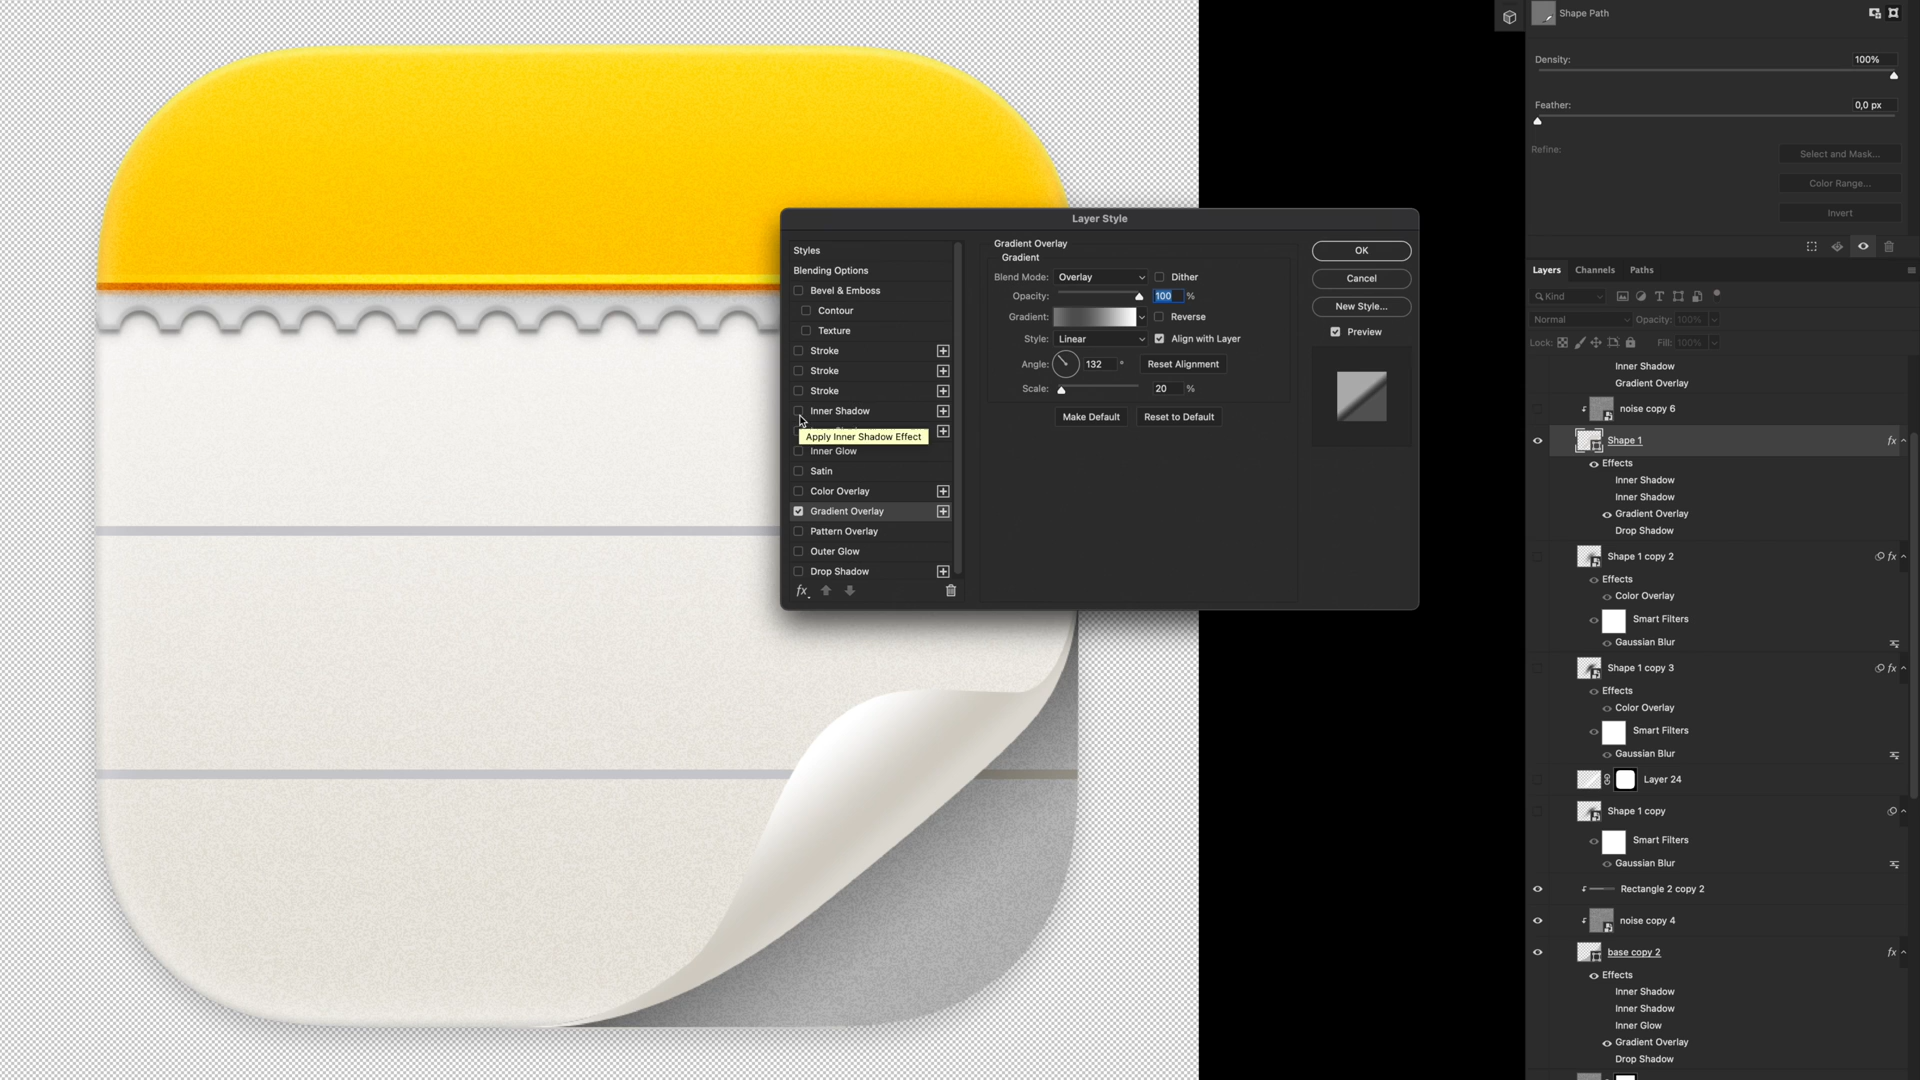 Shape Path
Density:
100%
Feather:
0,0 px
Refine:
Select and Mask...
Color Range...
Invert
Layer Style
Styles
Blending Options
Bevel & Emboss
Contour
Texture
Stroke
Stroke
Stroke
Inner Shadow
Apply Inner Shadow Effect
Inner Glow
Satin
Color Overlay
Gradient Overlay
Pattern Overlay
Outer Glow
Drop Shadow
fx
Gradient Overlay
Gradient
Blend Mode: Overlay Dither
Opacity: 100 %
Gradient: Reverse
Style: Linear Align with Layer
Angle: 132 ° Reset Alignment
Scale: 20 %
Make Default Reset to Default
OK
Cancel
New Style...
Preview
Layers Channels Paths
Kind
Normal Opacity: 100%
Lock: Fill: 100%
Inner Shadow
Gradient Overlay
noise copy 6
Shape 1 fx
Effects
Inner Shadow
Inner Shadow
Gradient Overlay
Drop Shadow
Shape 1 copy 2 fx
Effects
Color Overlay
Smart Filters
Gaussian Blur
Shape 1 copy 3 fx
Effects
Color Overlay
Smart Filters
Gaussian Blur
Layer 24
Shape 1 copy
Smart Filters
Gaussian Blur
Rectangle 2 copy 2
noise copy 4
base copy 2 fx
Effects
Inner Shadow
Inner Shadow
Inner Glow
Gradient Overlay
Drop Shadow